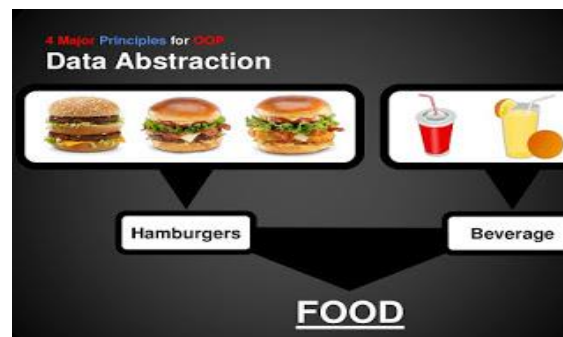 4 Major Principles for OOP
Data Abstraction
Hamburgers
Beverage
FOOD